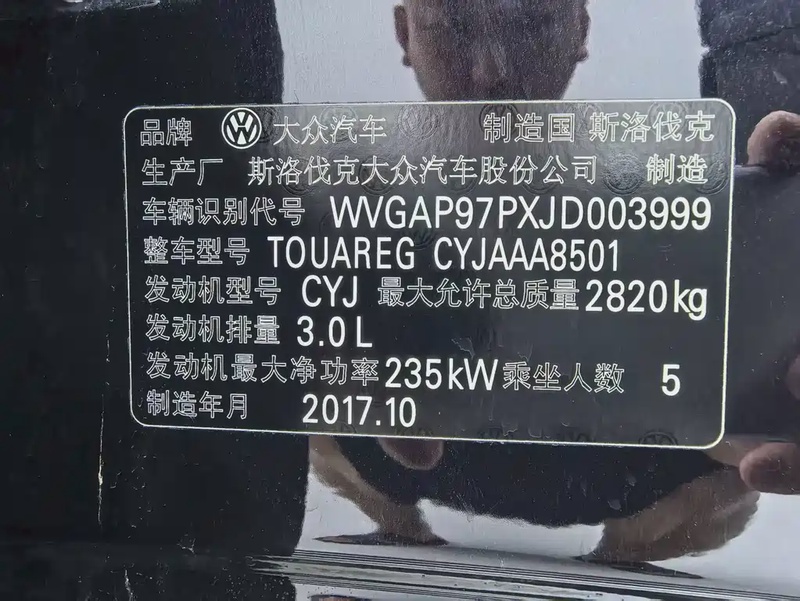 品牌 大众汽车 制造国 斯洛伐克
生产厂 斯洛伐克大众汽车股份公司 制造
车辆识别代号 WVGAP97PXJD003999
整车型号 TOUAREG CYJAAA8501
发动机型号 CYJ 最大允许总质量 2820kg
发动机排量 3.0L
发动机最大净功率 235kW 乘坐人数 5
制造年月 2017.10